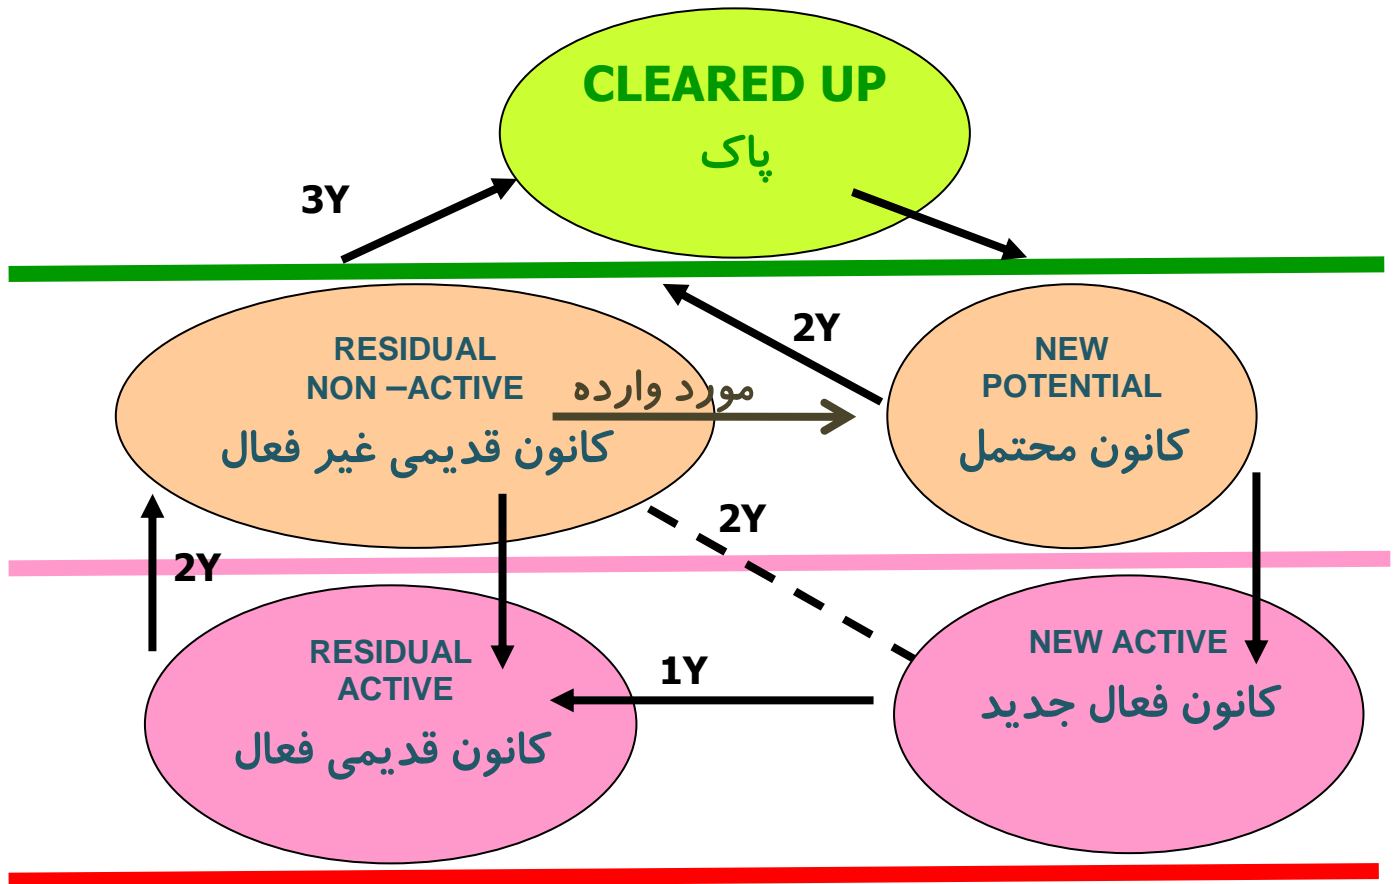 CLEARED UP
پاک
3Y
2Y
RESIDUAL
NON –ACTIVE
کانون قدیمی غیر فعال
مورد وارده
NEW
POTENTIAL
کانون محتمل
2Y
2Y
RESIDUAL
ACTIVE
کانون قدیمی فعال
1Y
NEW ACTIVE
کانون فعال جدید